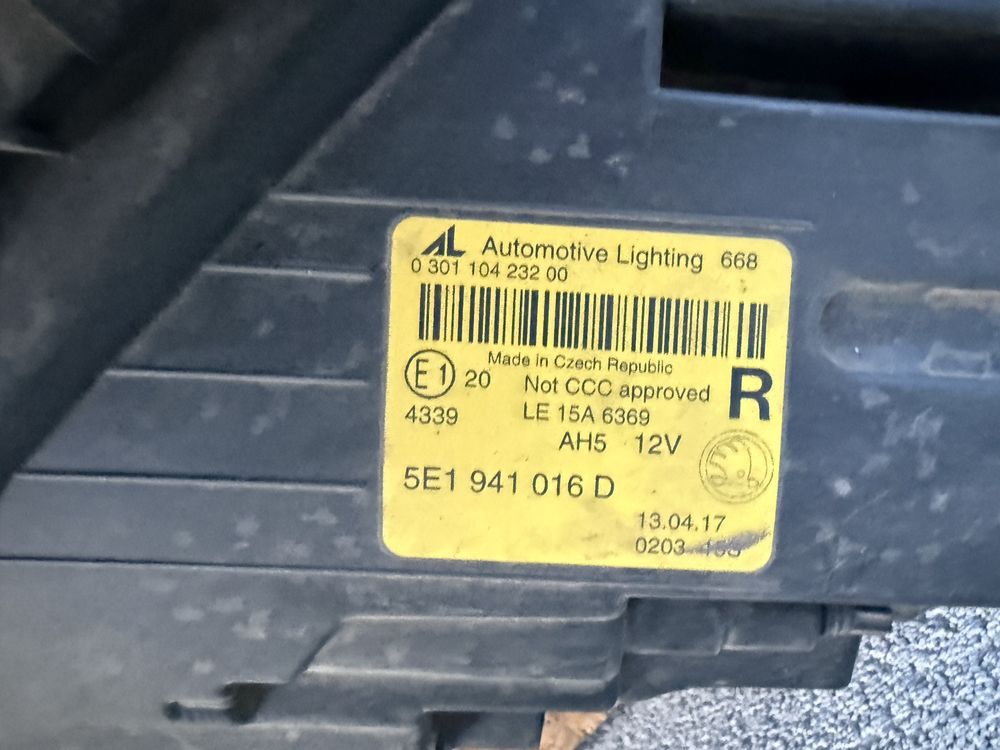 AL Automotive Lighting 668
0 301 104 232 00
Made in Czech Republic
E1 20 Not CCC approved R
4339 LE 15A 6369
AH5 12V
5E1 941 016 D
13.04.17
0203